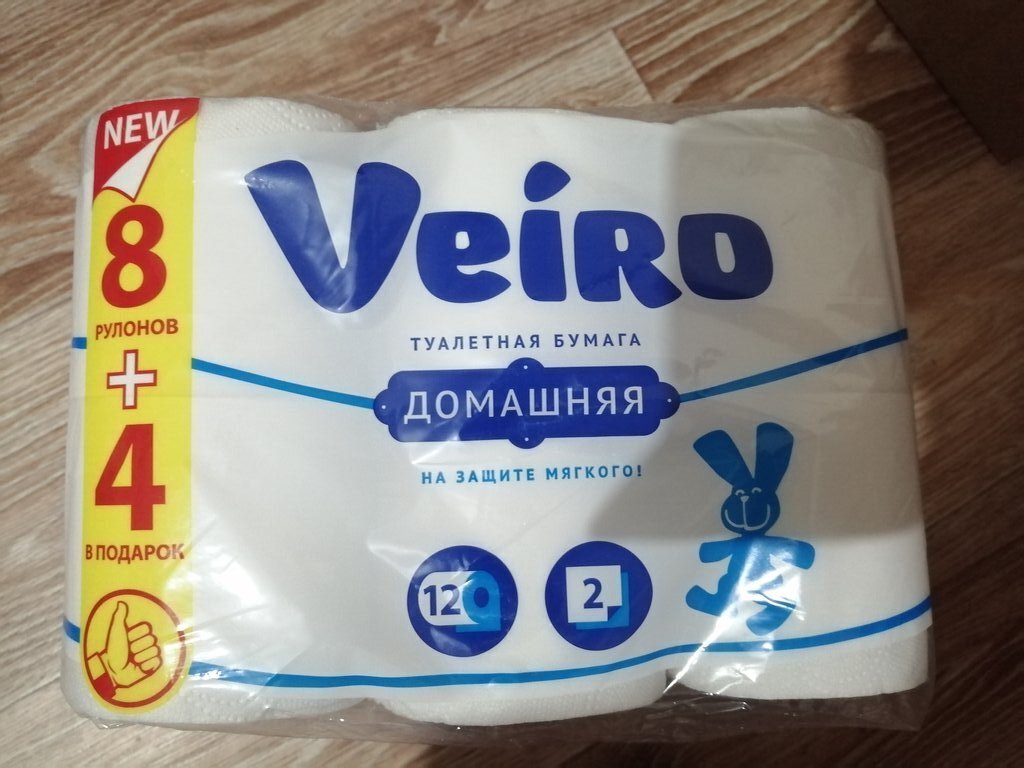 NEW
8
РУЛОНОВ
+
4
В ПОДАРОК
Veiro
ТУАЛЕТНАЯ БУМАГА
ДОМАШНЯЯ
НА ЗАЩИТЕ МЯГКОГО!
12
2